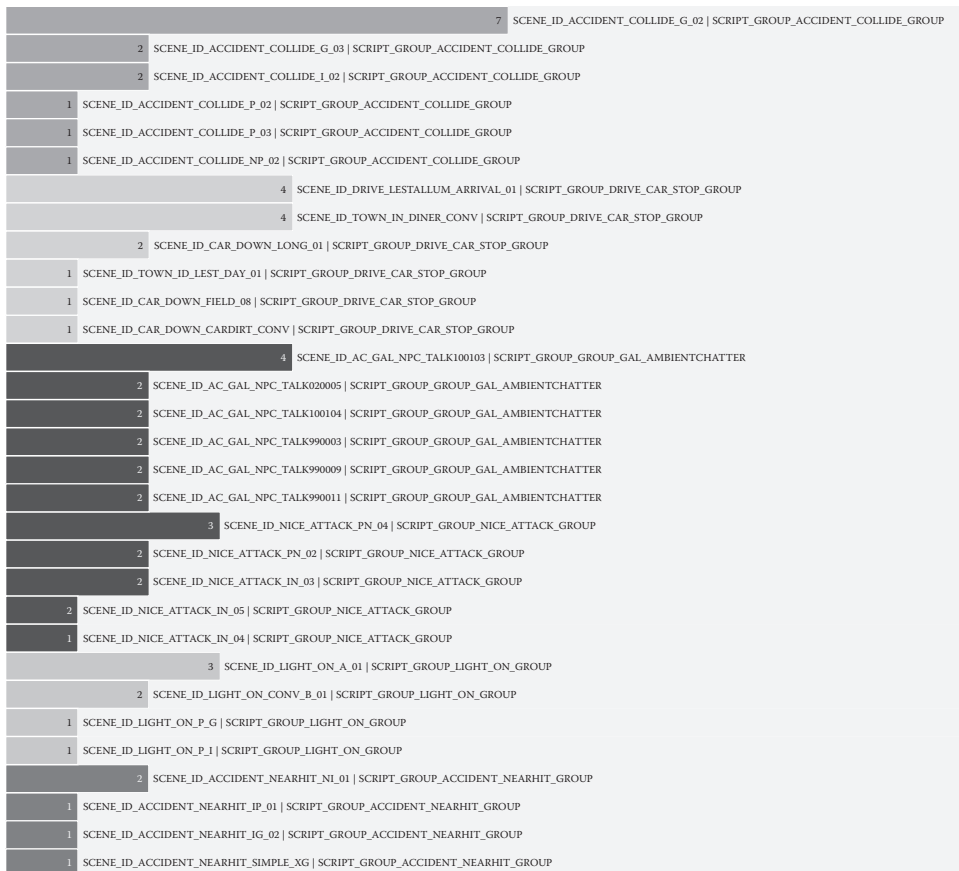 7 SCENE_ID_ACCIDENT_COLLIDE_G_02 | SCRIPT_GROUP_ACCIDENT_COLLIDE_GROUP
2 SCENE_ID_ACCIDENT_COLLIDE_G_03 | SCRIPT_GROUP_ACCIDENT_COLLIDE_GROUP
2 SCENE_ID_ACCIDENT_COLLIDE_I_02 | SCRIPT_GROUP_ACCIDENT_COLLIDE_GROUP
1 SCENE_ID_ACCIDENT_COLLIDE_P_02 | SCRIPT_GROUP_ACCIDENT_COLLIDE_GROUP
1 SCENE_ID_ACCIDENT_COLLIDE_P_03 | SCRIPT_GROUP_ACCIDENT_COLLIDE_GROUP
1 SCENE_ID_ACCIDENT_COLLIDE_NP_02 | SCRIPT_GROUP_ACCIDENT_COLLIDE_GROUP
4 SCENE_ID_DRIVE_LESTALLUM_ARRIVAL_01 | SCRIPT_GROUP_DRIVE_CAR_STOP_GROUP
4 SCENE_ID_TOWN_IN_DINER_CONV | SCRIPT_GROUP_DRIVE_CAR_STOP_GROUP
2 SCENE_ID_CAR_DOWN_LONG_01 | SCRIPT_GROUP_DRIVE_CAR_STOP_GROUP
1 SCENE_ID_TOWN_ID_LEST_DAY_01 | SCRIPT_GROUP_DRIVE_CAR_STOP_GROUP
1 SCENE_ID_CAR_DOWN_FIELD_08 | SCRIPT_GROUP_DRIVE_CAR_STOP_GROUP
1 SCENE_ID_CAR_DOWN_CARDIRT_CONV | SCRIPT_GROUP_DRIVE_CAR_STOP_GROUP
4 SCENE_ID_AC_GAL_NPC_TALK100103 | SCRIPT_GROUP_GROUP_GAL_AMBIENTCHATTER
2 SCENE_ID_AC_GAL_NPC_TALK020005 | SCRIPT_GROUP_GROUP_GAL_AMBIENTCHATTER
2 SCENE_ID_AC_GAL_NPC_TALK100104 | SCRIPT_GROUP_GROUP_GAL_AMBIENTCHATTER
2 SCENE_ID_AC_GAL_NPC_TALK990003 | SCRIPT_GROUP_GROUP_GAL_AMBIENTCHATTER
2 SCENE_ID_AC_GAL_NPC_TALK990009 | SCRIPT_GROUP_GROUP_GAL_AMBIENTCHATTER
2 SCENE_ID_AC_GAL_NPC_TALK990011 | SCRIPT_GROUP_GROUP_GAL_AMBIENTCHATTER
3 SCENE_ID_NICE_ATTACK_PN_04 | SCRIPT_GROUP_NICE_ATTACK_GROUP
2 SCENE_ID_NICE_ATTACK_PN_02 | SCRIPT_GROUP_NICE_ATTACK_GROUP
2 SCENE_ID_NICE_ATTACK_IN_03 | SCRIPT_GROUP_NICE_ATTACK_GROUP
2 SCENE_ID_NICE_ATTACK_IN_05 | SCRIPT_GROUP_NICE_ATTACK_GROUP
1 SCENE_ID_NICE_ATTACK_IN_04 | SCRIPT_GROUP_NICE_ATTACK_GROUP
3 SCENE_ID_LIGHT_ON_A_01 | SCRIPT_GROUP_LIGHT_ON_GROUP
2 SCENE_ID_LIGHT_ON_CONV_B_01 | SCRIPT_GROUP_LIGHT_ON_GROUP
1 SCENE_ID_LIGHT_ON_P_G | SCRIPT_GROUP_LIGHT_ON_GROUP
1 SCENE_ID_LIGHT_ON_P_I | SCRIPT_GROUP_LIGHT_ON_GROUP
2 SCENE_ID_ACCIDENT_NEARHIT_NI_01 | SCRIPT_GROUP_ACCIDENT_NEARHIT_GROUP
1 SCENE_ID_ACCIDENT_NEARHIT_IP_01 | SCRIPT_GROUP_ACCIDENT_NEARHIT_GROUP
1 SCENE_ID_ACCIDENT_NEARHIT_IG_02 | SCRIPT_GROUP_ACCIDENT_NEARHIT_GROUP
1 SCENE_ID_ACCIDENT_NEARHIT_SIMPLE_XG | SCRIPT_GROUP_ACCIDENT_NEARHIT_GROUP